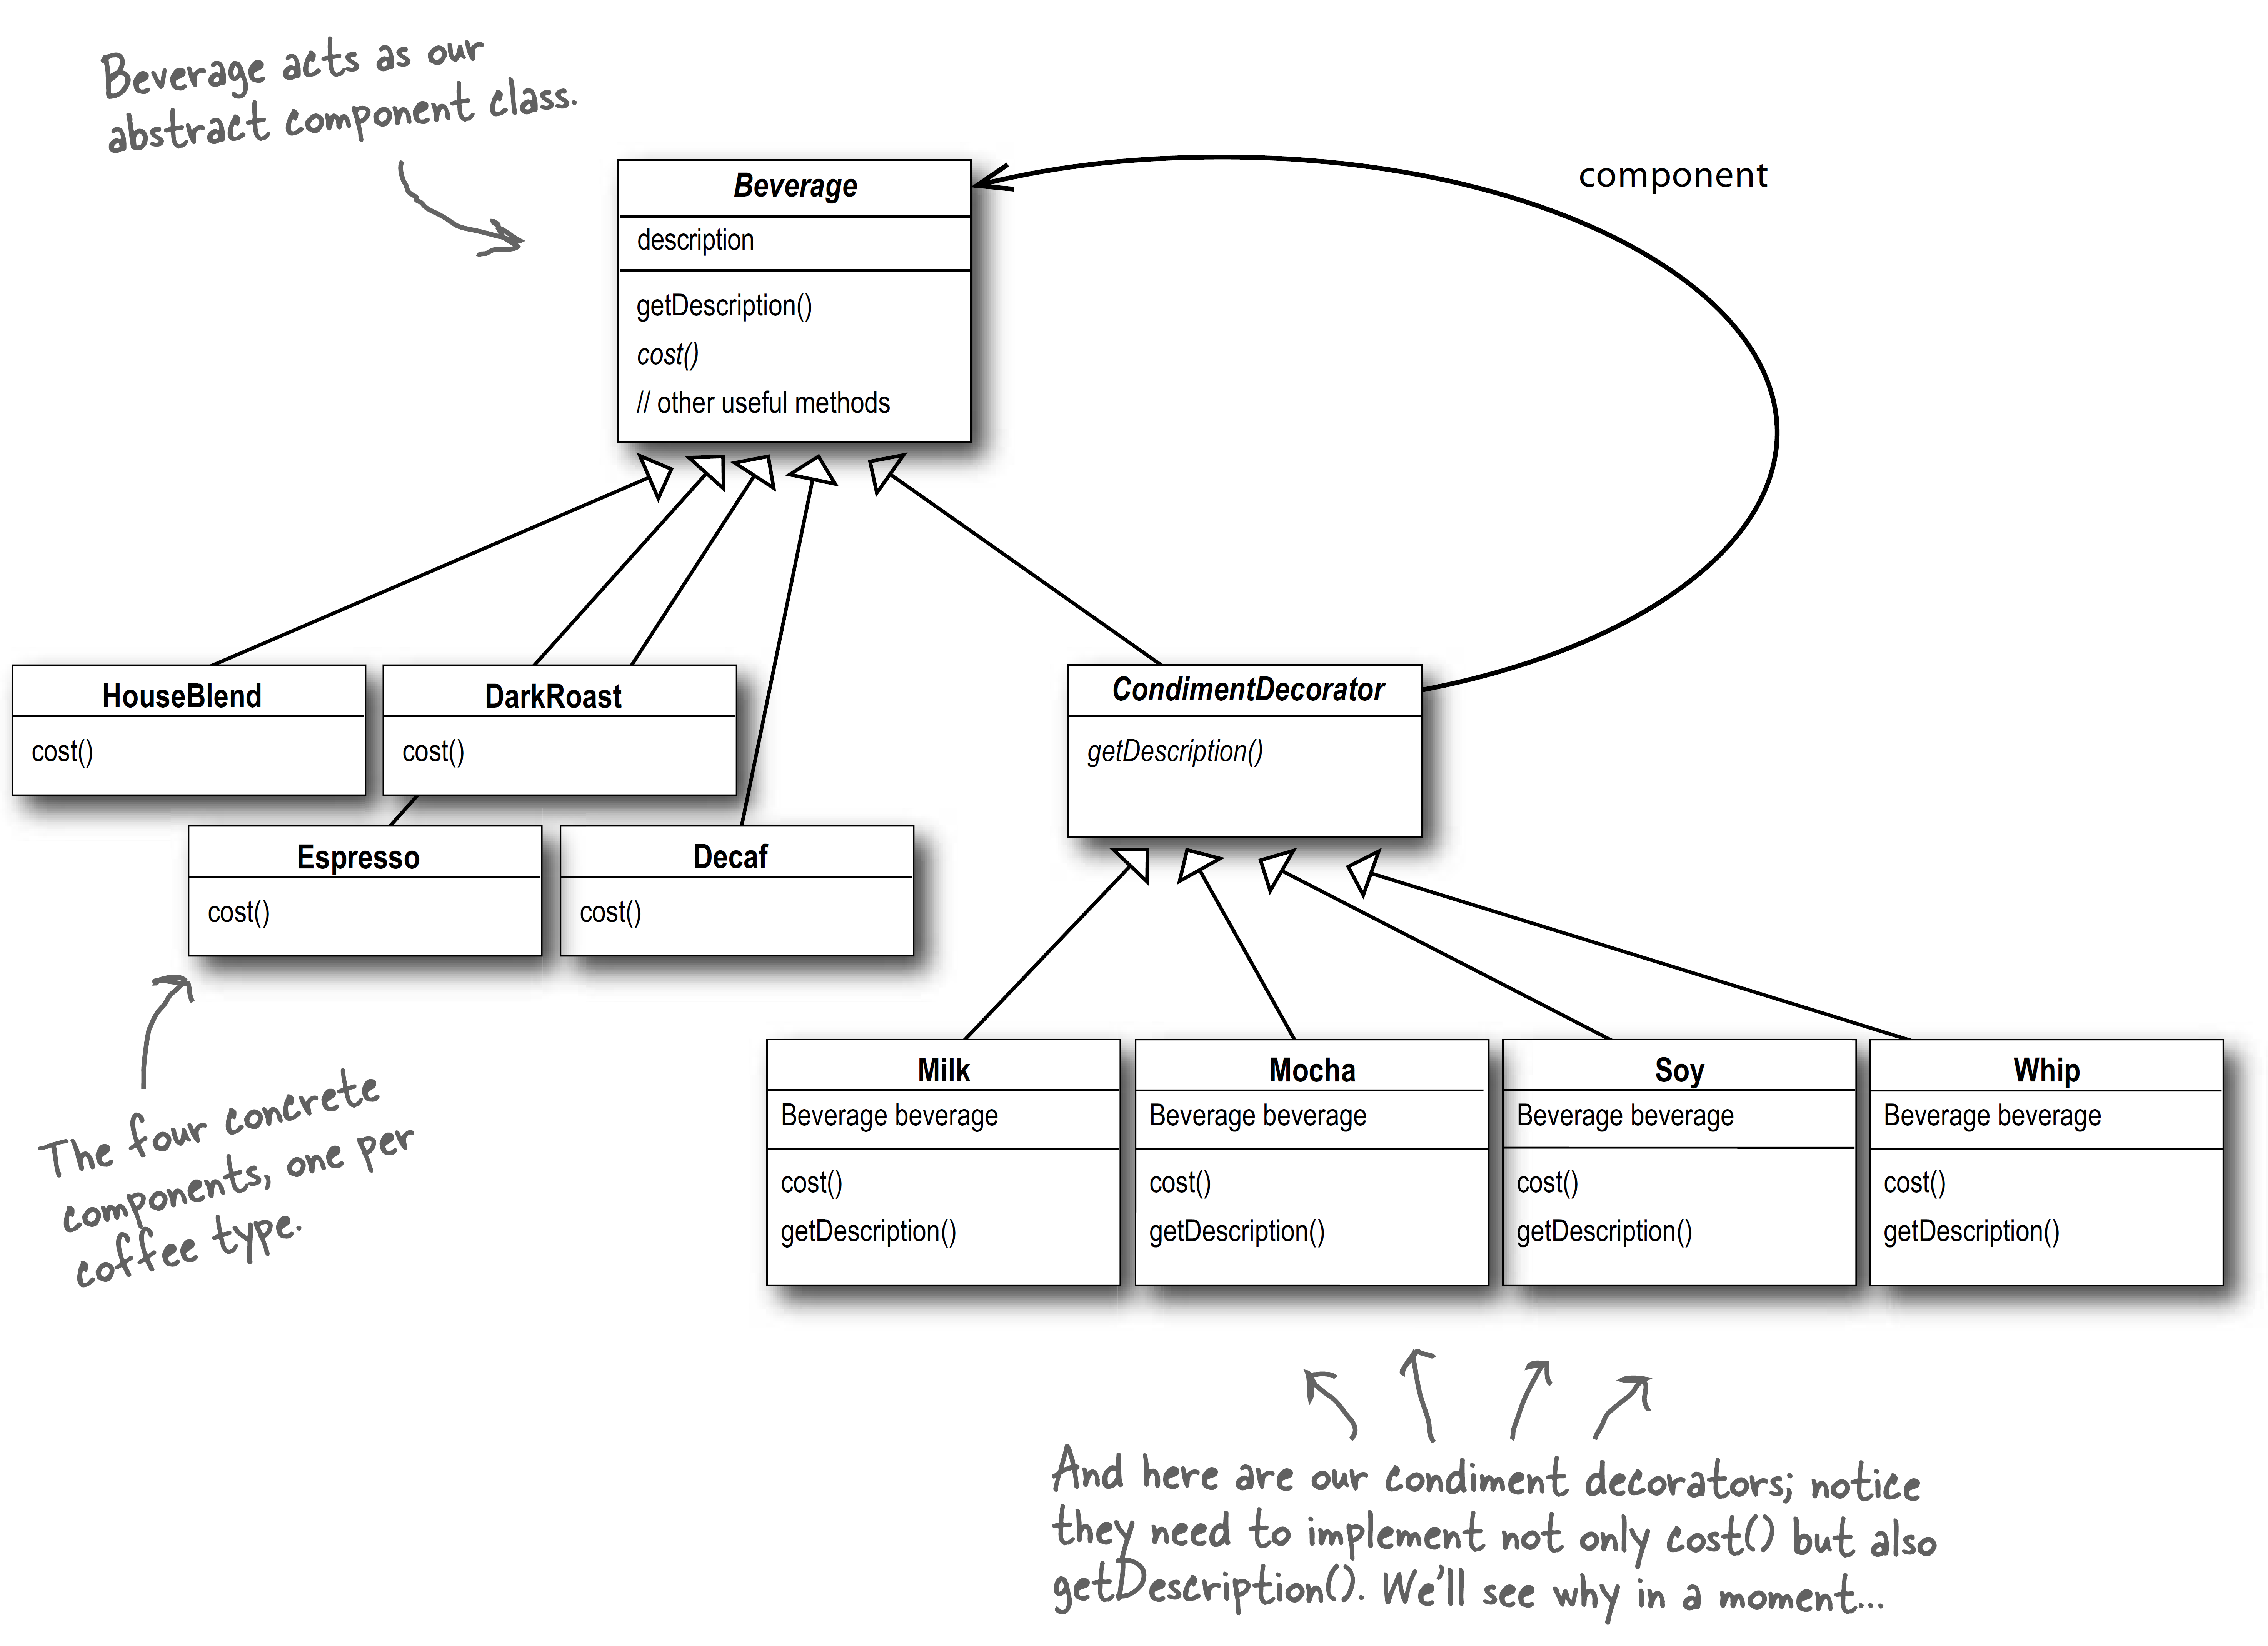 Beverage acts as our
abstract component class.
component
Beverage
description
getDescription()
cost()
// other useful methods
HouseBlend
cost()
DarkRoast
cost()
CondimentDecorator
getDescription()
Espresso
cost()
Decaf
cost()
The four concrete
components, one per
coffee type.
Milk
Beverage beverage
cost()
getDescription()
Mocha
Beverage beverage
cost()
getDescription()
Soy
Beverage beverage
cost()
getDescription()
Whip
Beverage beverage
cost()
getDescription()
And here are our condiment decorators; notice
they need to implement not only cost() but also
getDescription(). We'll see why in a moment...